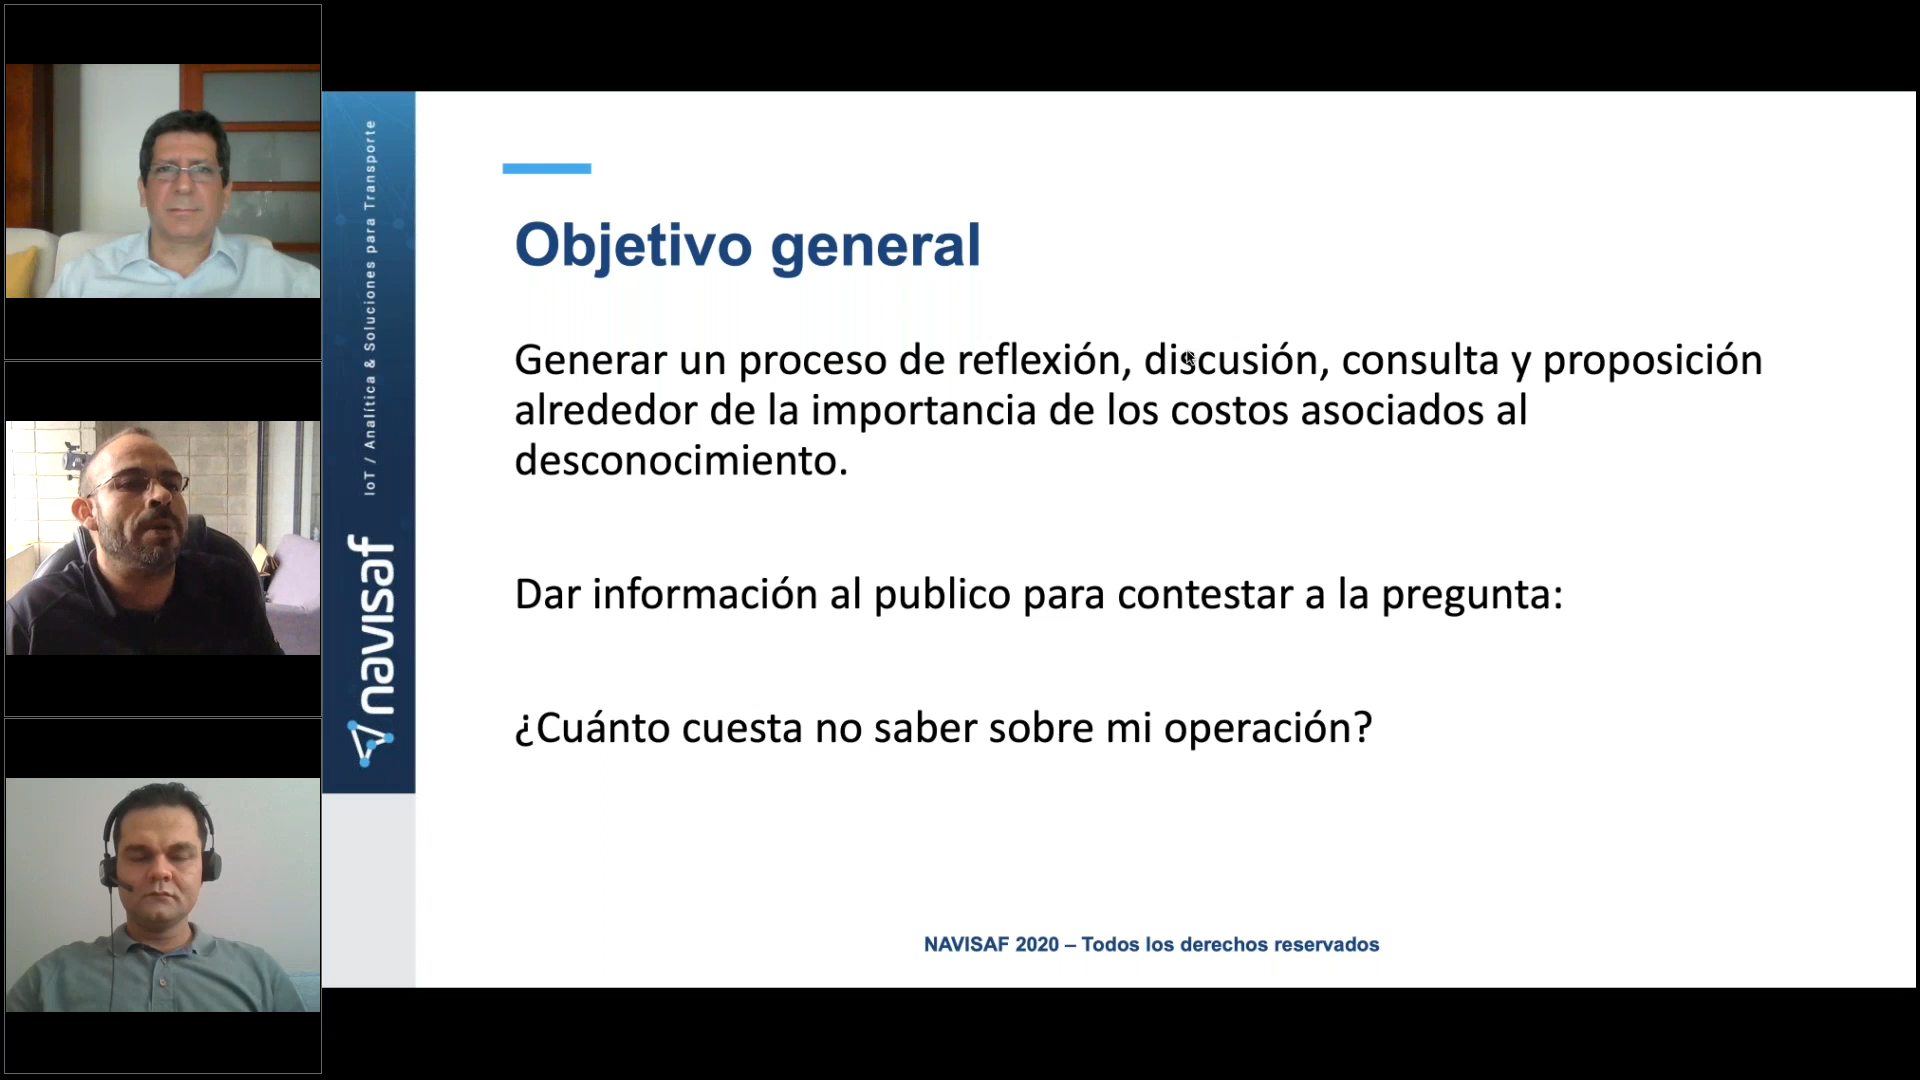 IoT / Analítica & Soluciones para Transporte
navisaf
Objetivo general
Generar un proceso de reflexión, discusión, consulta y proposición
alrededor de la importancia de los costos asociados al
desconocimiento.
Dar información al publico para contestar a la pregunta:
¿Cuánto cuesta no saber sobre mi operación?
NAVISAF 2020 – Todos los derechos reservados